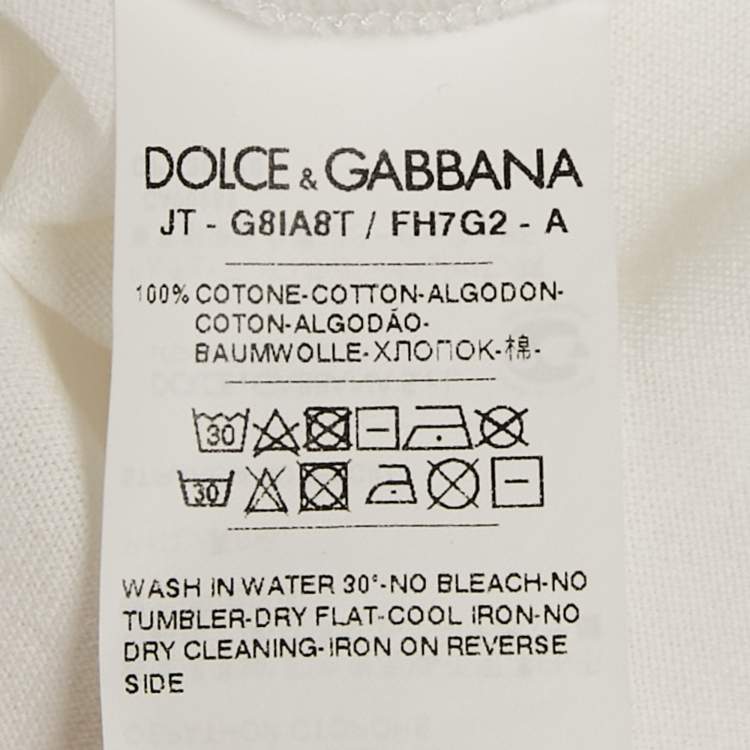 DOLCE & GABBANA
JT - G8IA8T / FH7G2 - A
100% COTONE-COTTON-ALGODON-
COTON-ALGODÃO-
BAUMWOLLE-ХЛОПОК-棉-
30
30
WASH IN WATER 30°-NO BLEACH-NO
TUMBLER-DRY FLAT-COOL IRON-NO
DRY CLEANING-IRON ON REVERSE
SIDE